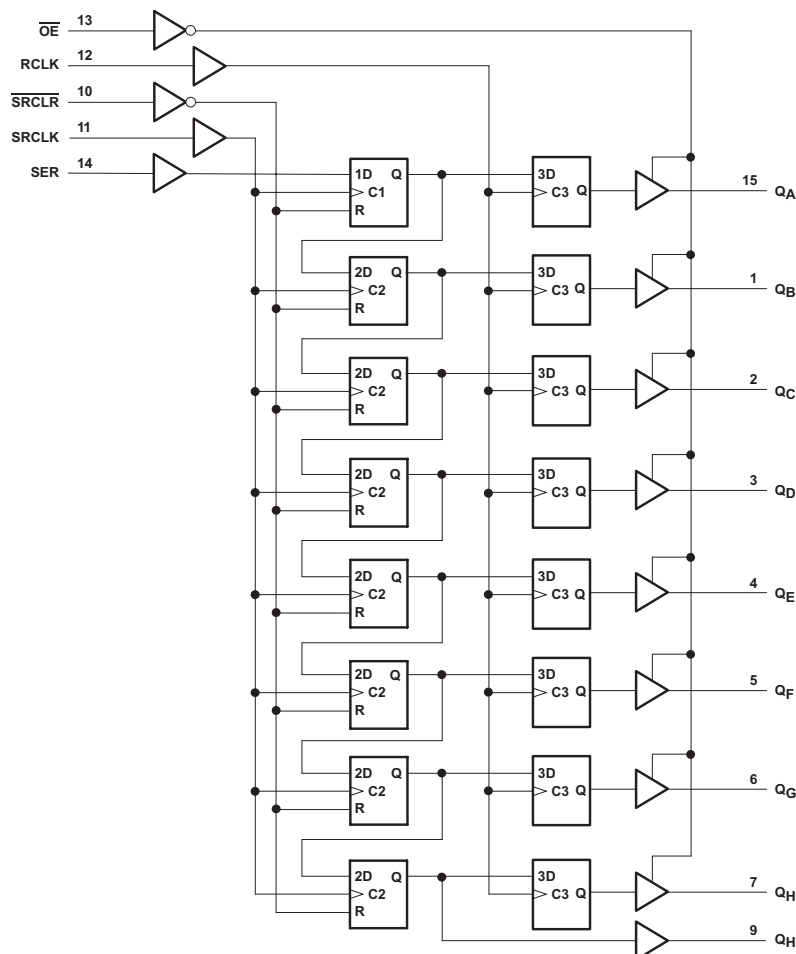 OE 13
RCLK 12
SRCLR 10
SRCLK 11
SER 14
1D Q 3D
C1 C3 Q 15 QA
R
2D Q 3D
C2 C3 Q 1 QB
R
2D Q 3D
C2 C3 Q 2 QC
R
2D Q 3D
C2 C3 Q 3 QD
R
2D Q 3D
C2 C3 Q 4 QE
R
2D Q 3D
C2 C3 Q 5 QF
R
2D Q 3D
C2 C3 Q 6 QG
R
2D Q 3D
C2 C3 Q 7 QH
R
9 QH